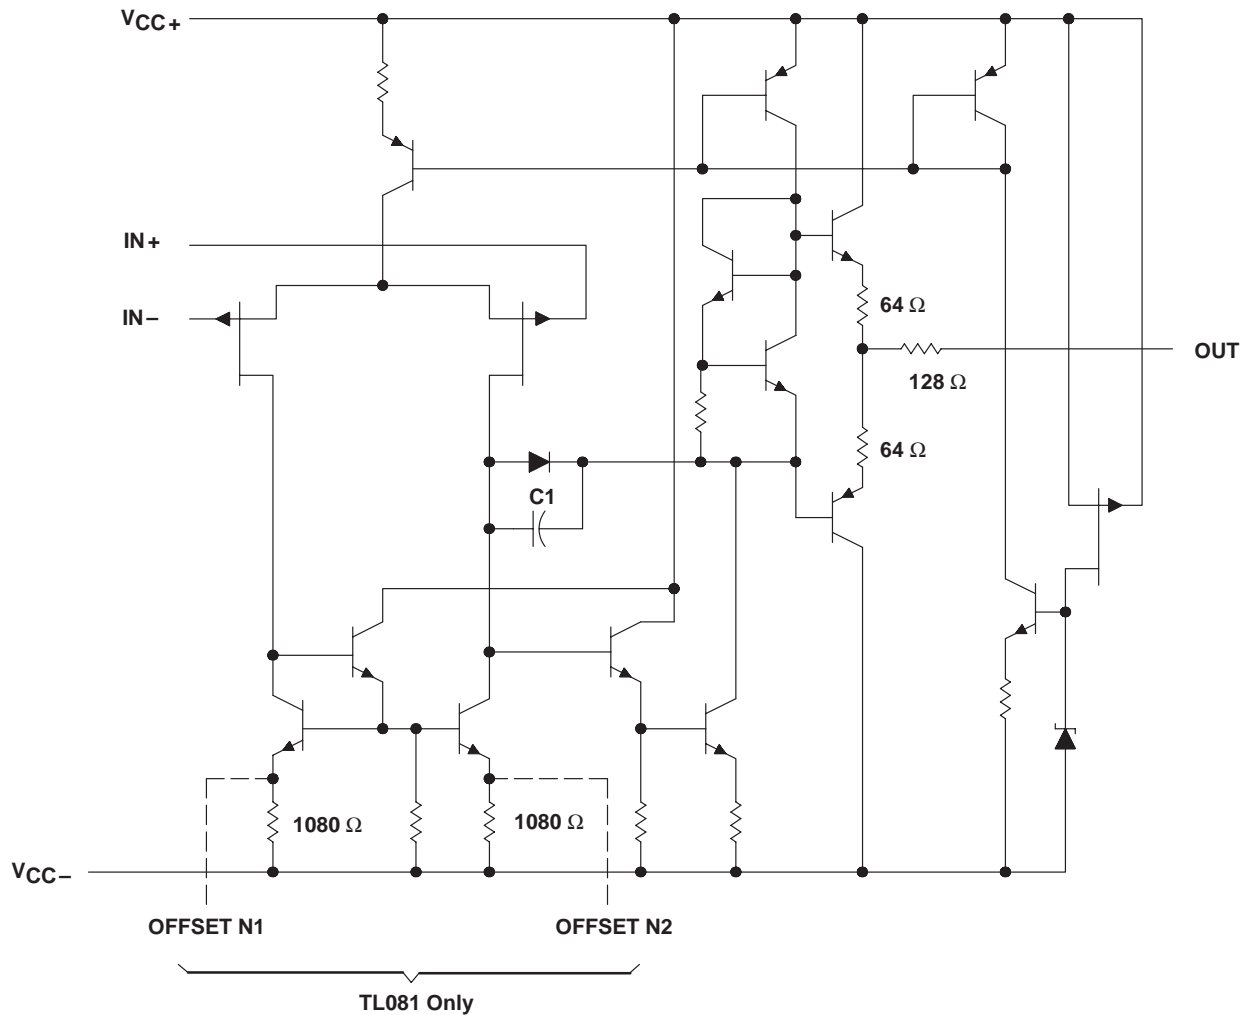 VCC+
IN+
IN−
64 Ω
OUT
128 Ω
64 Ω
C1
1080 Ω
1080 Ω
VCC−
OFFSET N1
OFFSET N2
TL081 Only